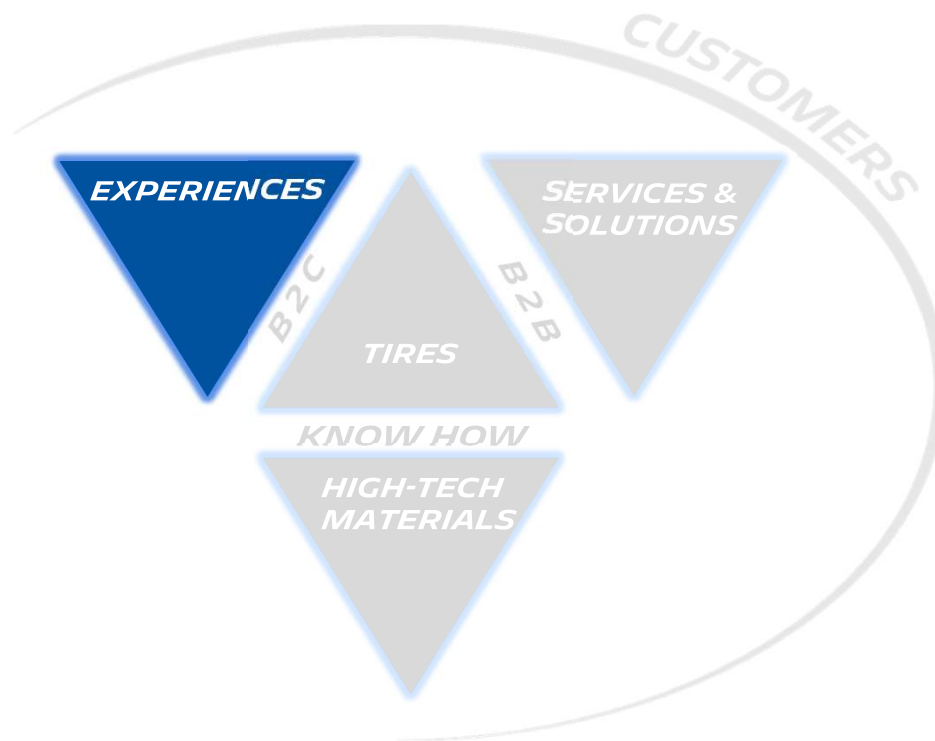 CUSTOMERS
EXPERIENCES
SERVICES &
SOLUTIONS
B2C
B2B
TIRES
KNOW HOW
HIGH-TECH
MATERIALS